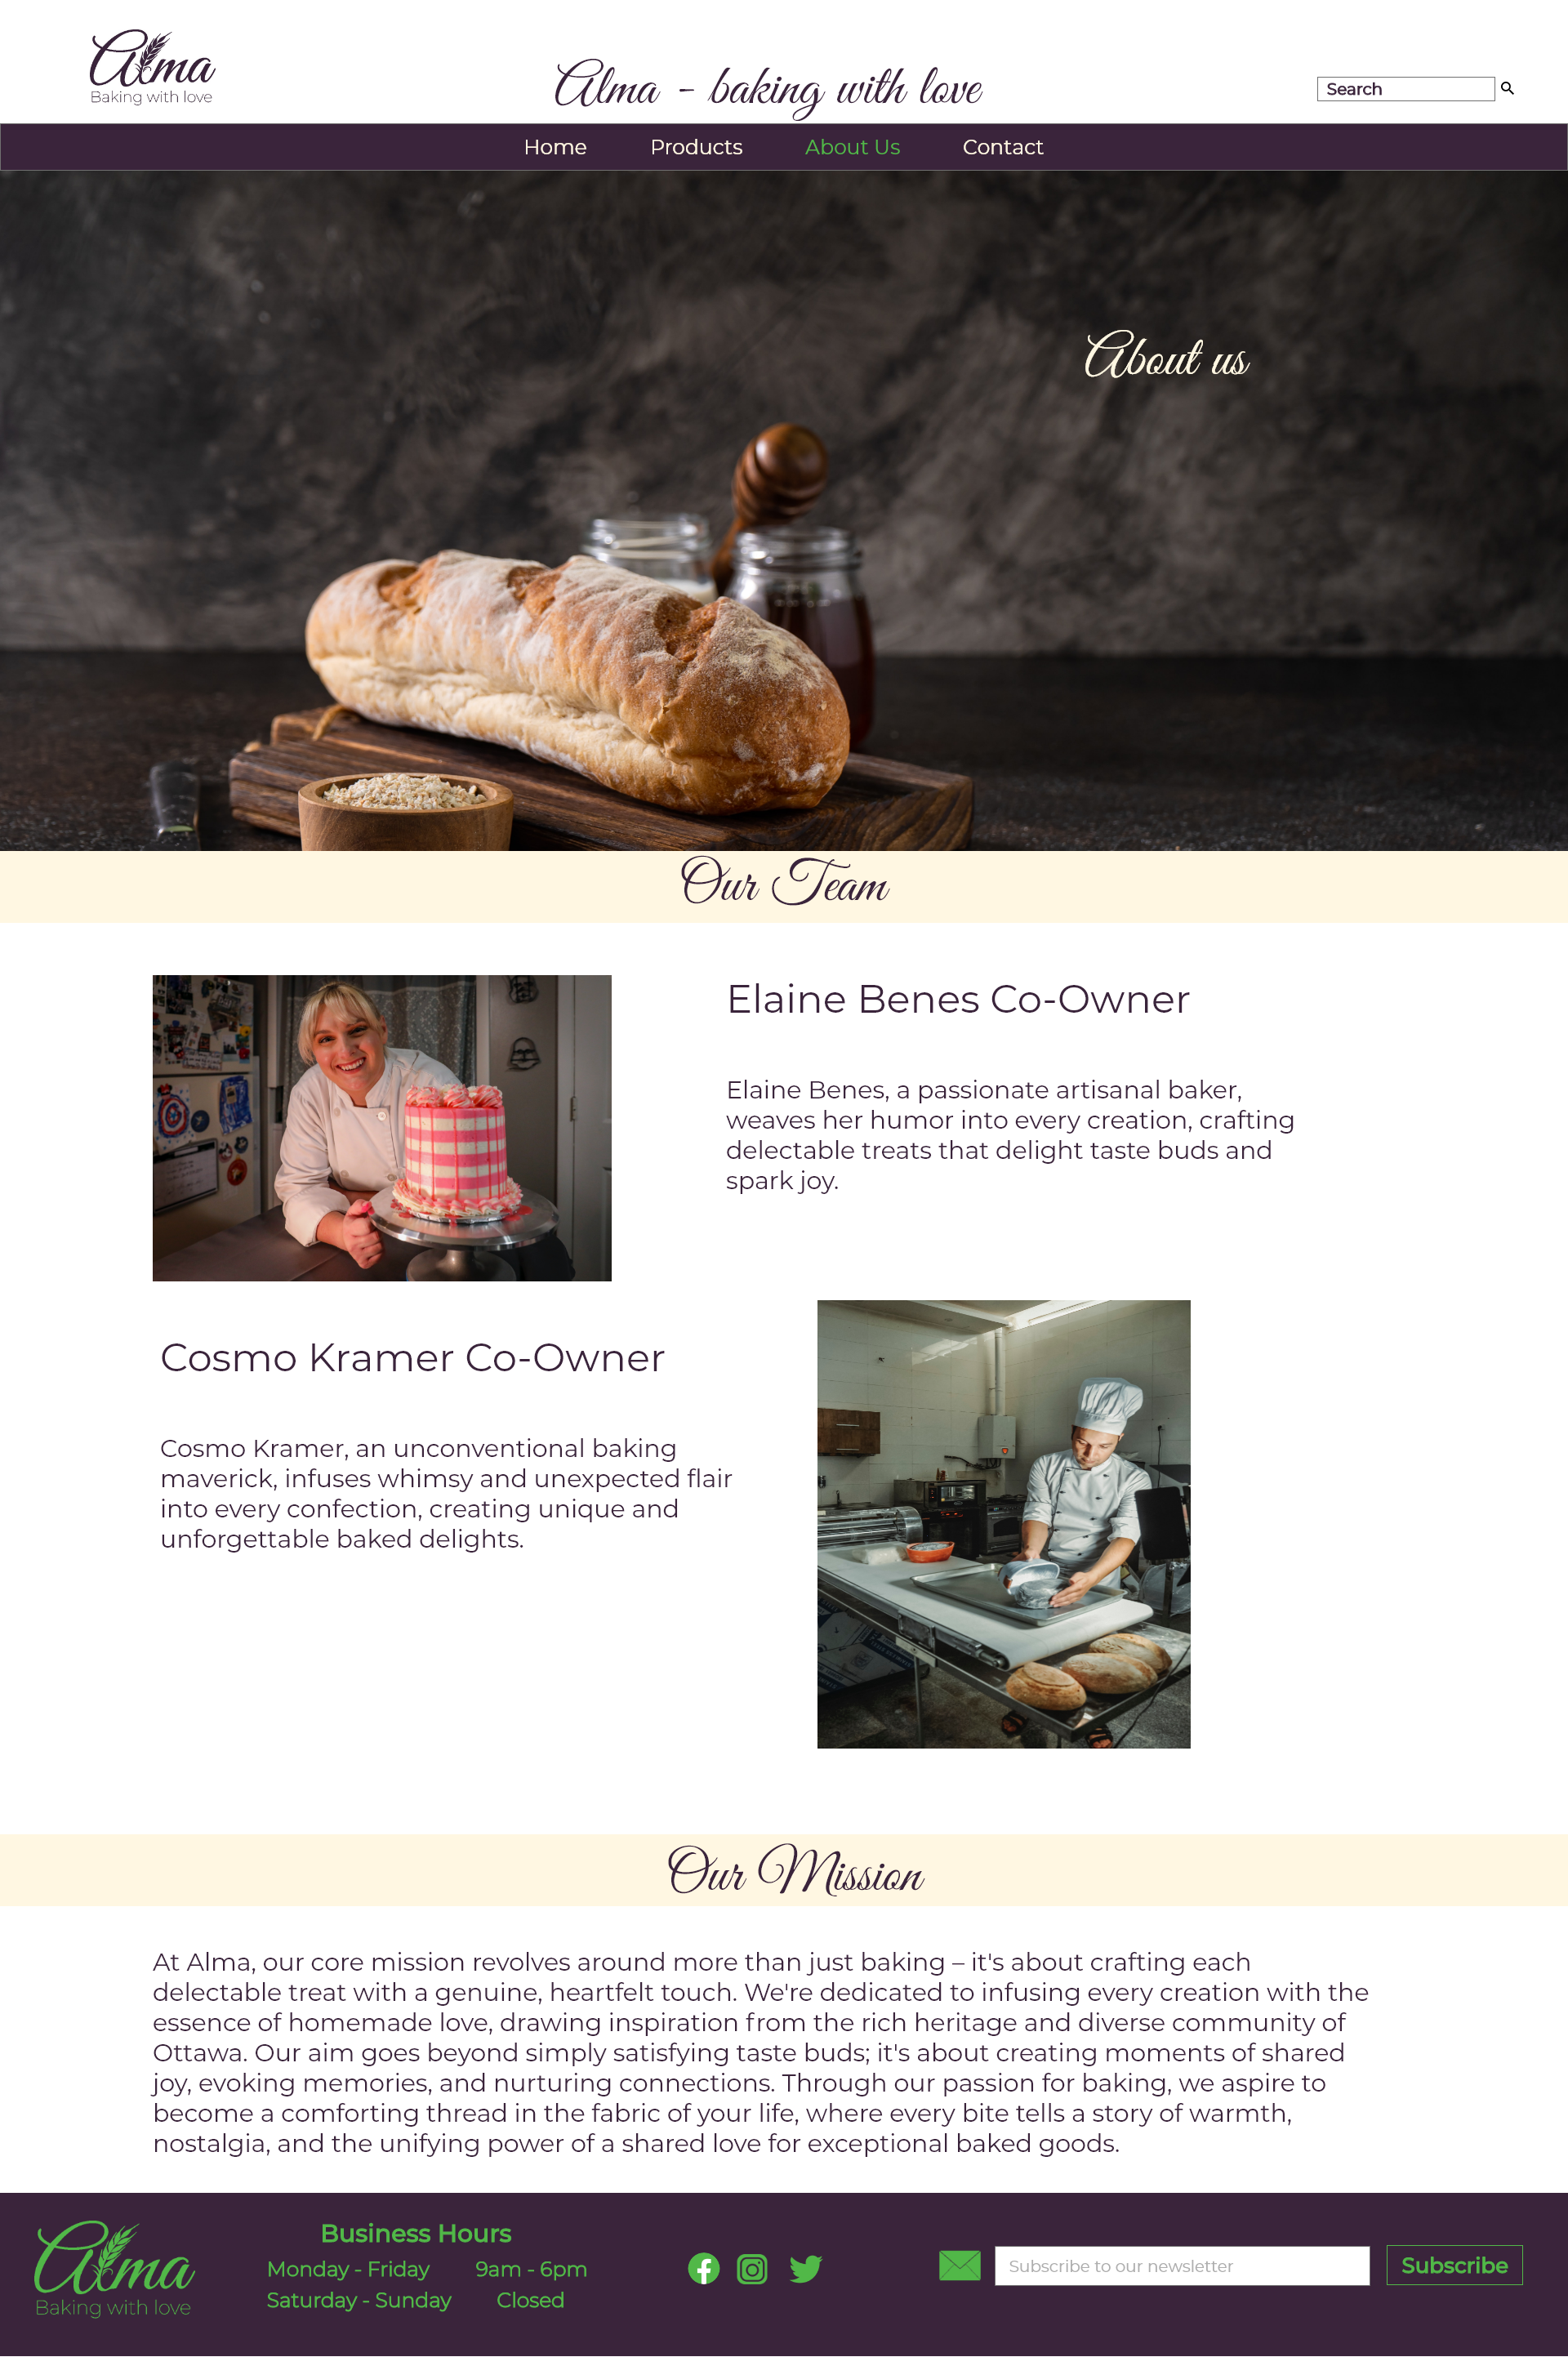 Alma
Baking with love
Alma - baking with love
Search
Home Products About Us Contact
About us
Our Team
Elaine Benes Co-Owner
Elaine Benes, a passionate artisanal baker,
weaves her humor into every creation, crafting
delectable treats that delight taste buds and
spark joy.
Cosmo Kramer Co-Owner
Cosmo Kramer, an unconventional baking
maverick, infuses whimsy and unexpected flair
into every confection, creating unique and
unforgettable baked delights.
Our Mission
At Alma, our core mission revolves around more than just baking – it's about crafting each
delectable treat with a genuine, heartfelt touch. We're dedicated to infusing every creation with the
essence of homemade love, drawing inspiration from the rich heritage and diverse community of
Ottawa. Our aim goes beyond simply satisfying taste buds; it's about creating moments of shared
joy, evoking memories, and nurturing connections. Through our passion for baking, we aspire to
become a comforting thread in the fabric of your life, where every bite tells a story of warmth,
nostalgia, and the unifying power of a shared love for exceptional baked goods.
Alma
Baking with love
Business Hours
Monday - Friday 9am - 6pm
Saturday - Sunday Closed
Subscribe to our newsletter
Subscribe